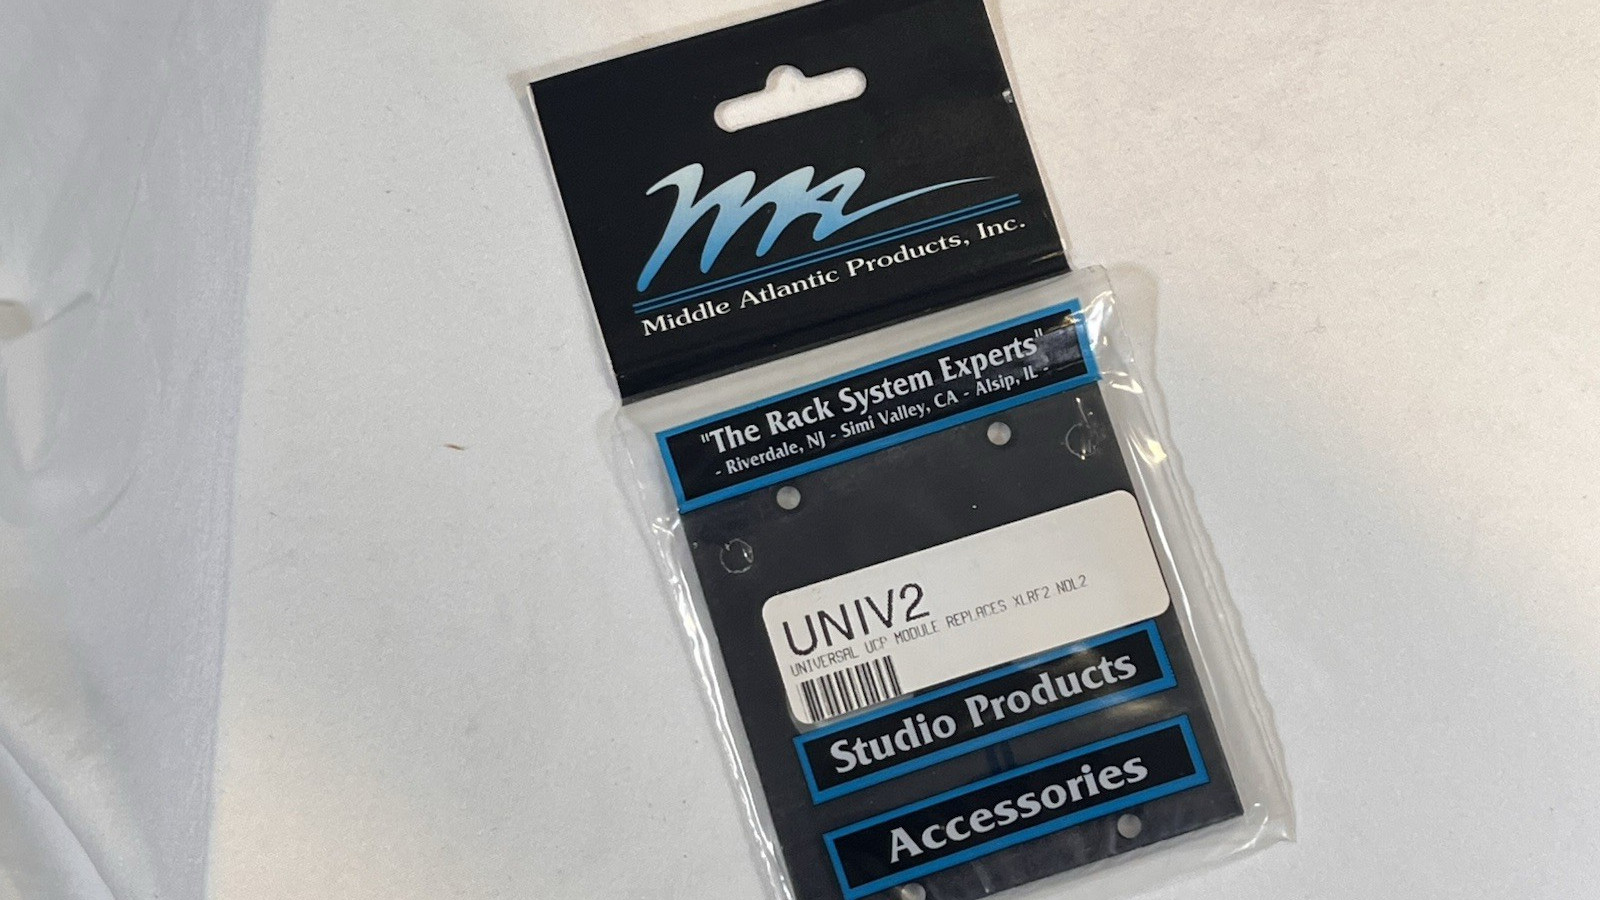 Middle Atlantic Products, Inc.
"The Rack System Experts"
- Riverdale, NJ - Simi Valley, CA - Alsip, IL -
UNIV2
UNIVERSAL UCP MODULE REPLACES XLRF2 NDL2
Studio Products
Accessories